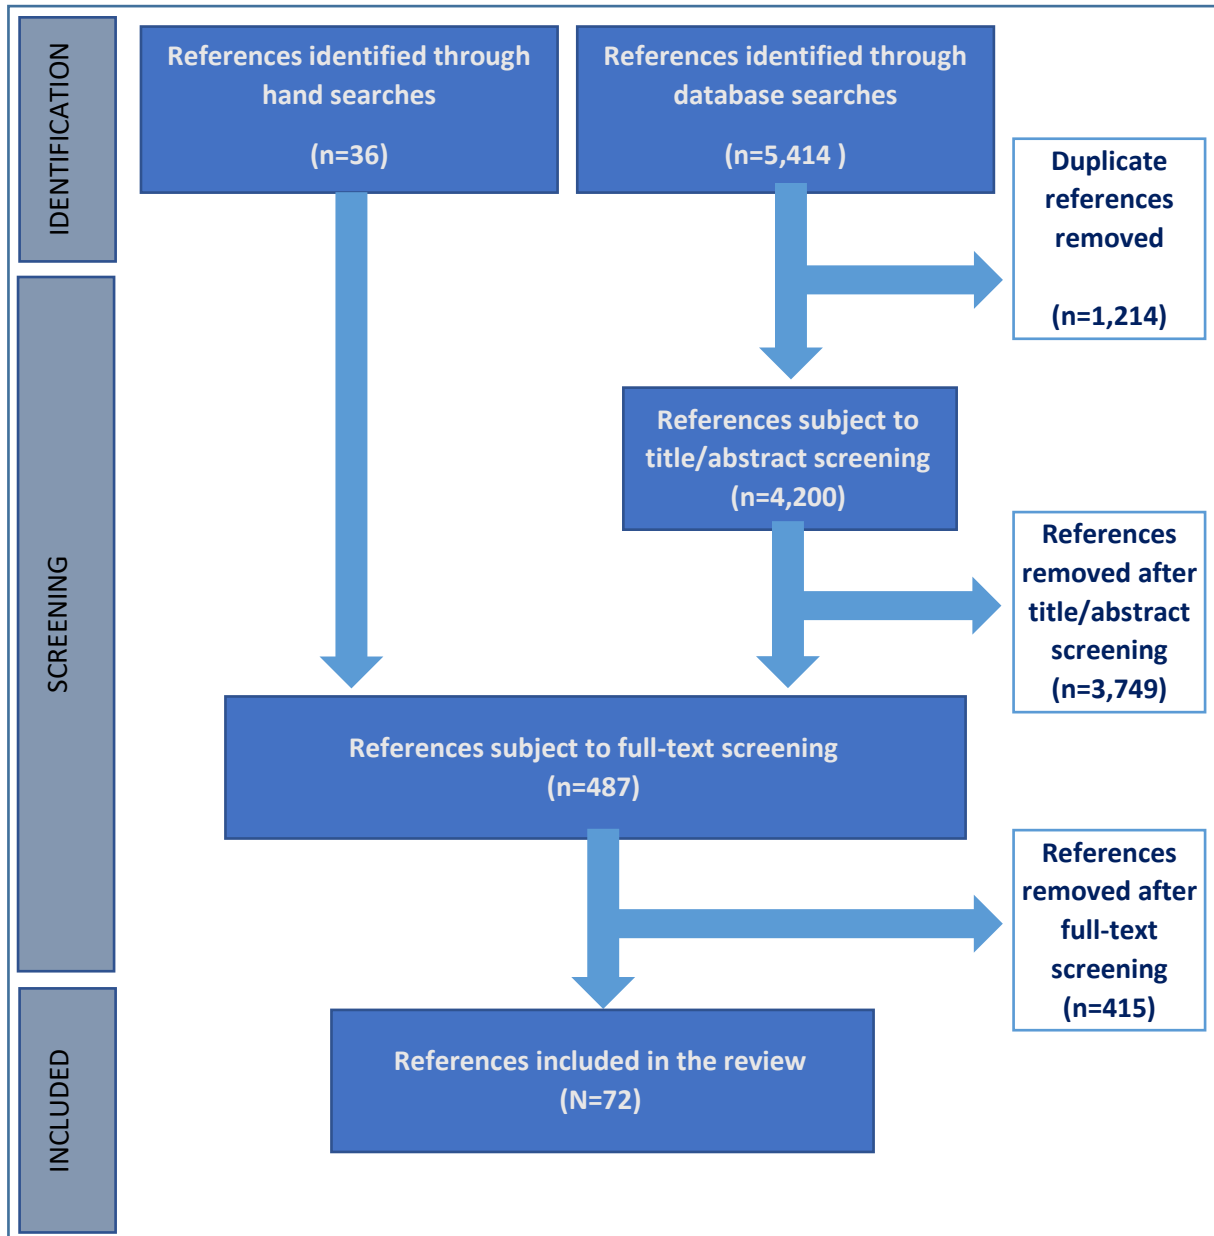 IDENTIFICATION
References identified through
hand searches
(n=36)
References identified through
database searches
(n=5,414 )
Duplicate
references
removed
(n=1,214)
SCREENING
References subject to
title/abstract screening
(n=4,200)
References
removed after
title/abstract
screening
(n=3,749)
References subject to full-text screening
(n=487)
References
removed after
full-text
screening
(n=415)
INCLUDED
References included in the review
(N=72)